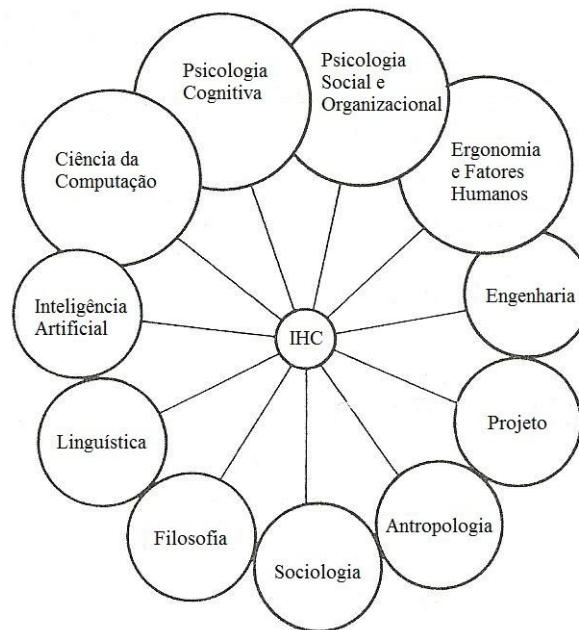 Psicologia
Cognitiva
Psicologia
Social e
Organizacional
Ergonomia
e Fatores
Humanos
Ciência da
Computação
Inteligência
Artificial
IHC
Engenharia
Linguística
Projeto
Filosofia
Sociologia
Antropologia